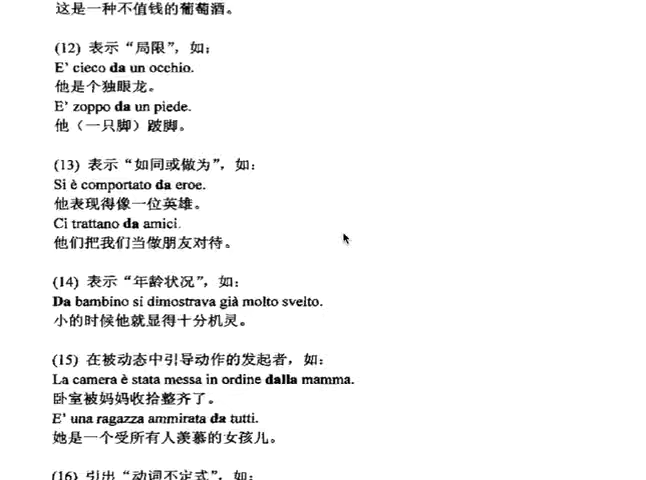 这是一种不值钱的葡萄酒。
(12) 表示“局限”，如：
E' cieco da un occhio.
他是个独眼龙。
E' zoppo da un piede.
他（一只脚）跛脚。
(13) 表示“如同或做为”，如：
Si è comportato da eroe.
他表现得像一位英雄。
Ci trattano da amici.
他们把我们当做朋友对待。
(14) 表示“年龄状况”，如：
Da bambino si dimostrava già molto svelto.
小的时候他就显得十分机灵。
(15) 在被动态中引导动作的发起者，如：
La camera è stata messa in ordine dalla mamma.
卧室被妈妈收拾整齐了。
E' una ragazza ammirata da tutti.
她是一个受所有人羡慕的女孩儿。
(16) 引出“动词不定式”，如：